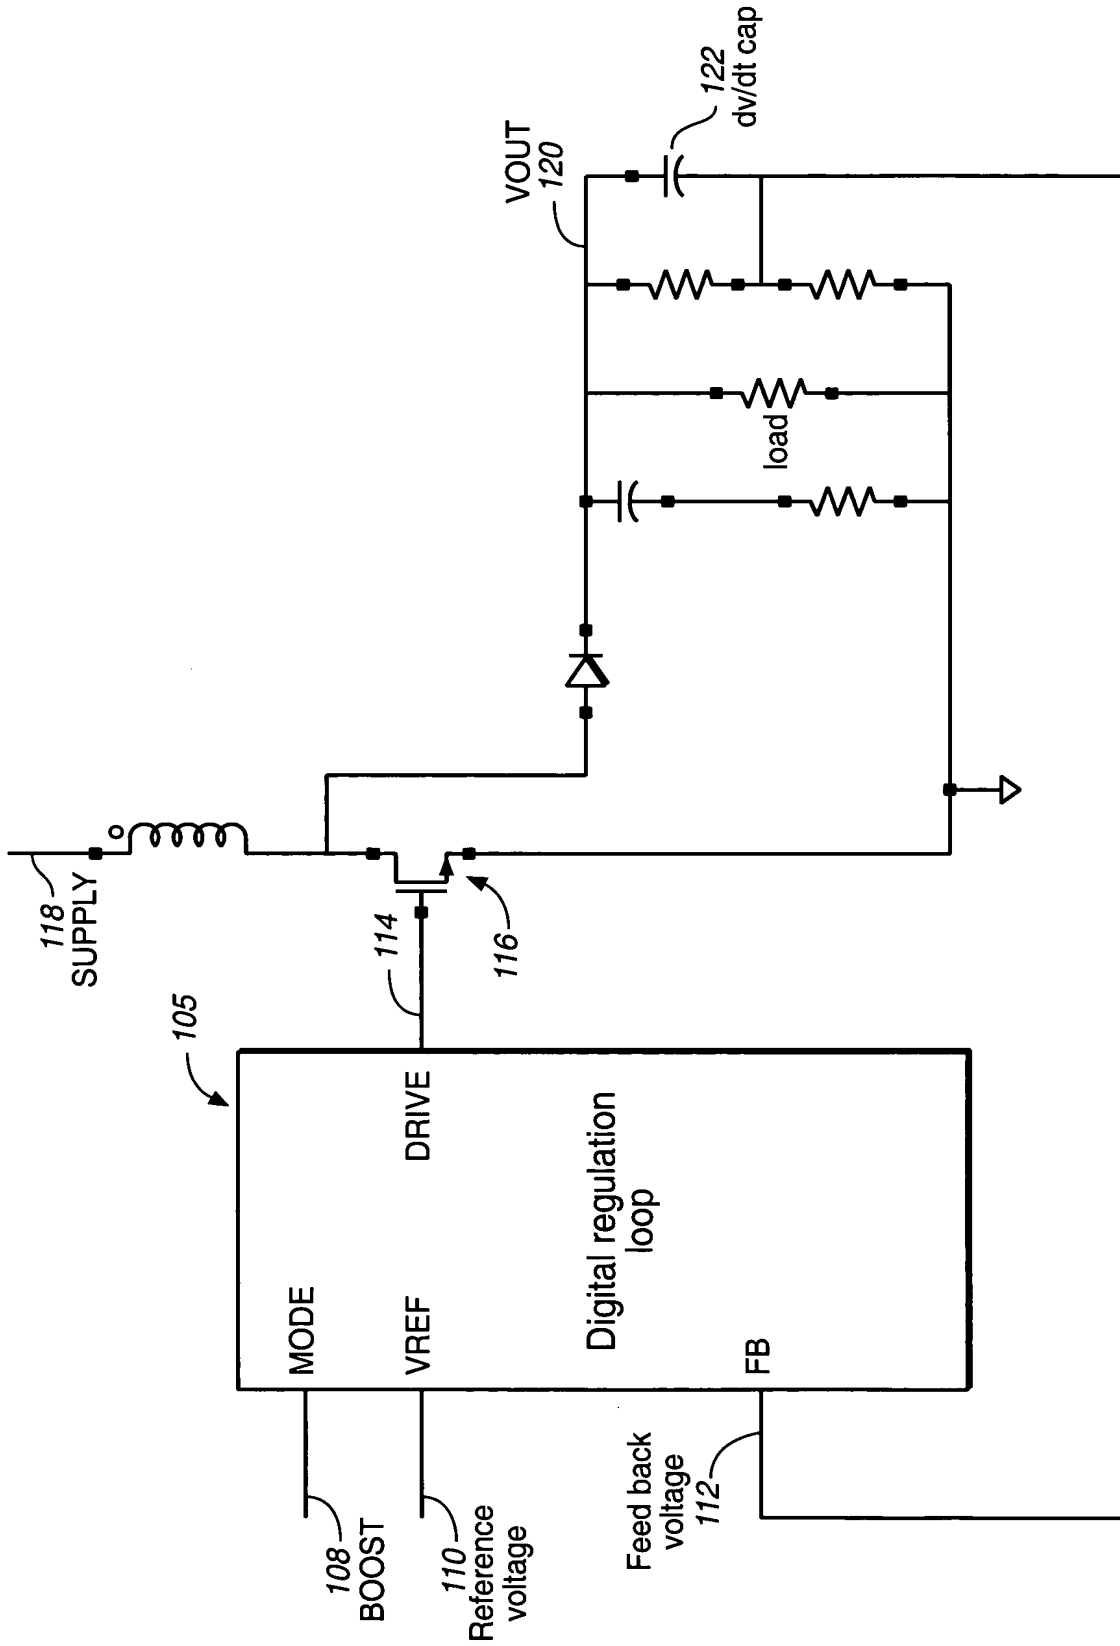 118
SUPPLY
VOUT
120
122
dv/dt cap
105
114
116
load
MODE
VREF
DRIVE
Digital regulation
loop
FB
108
BOOST
110
Reference
voltage
Feed back
voltage
112